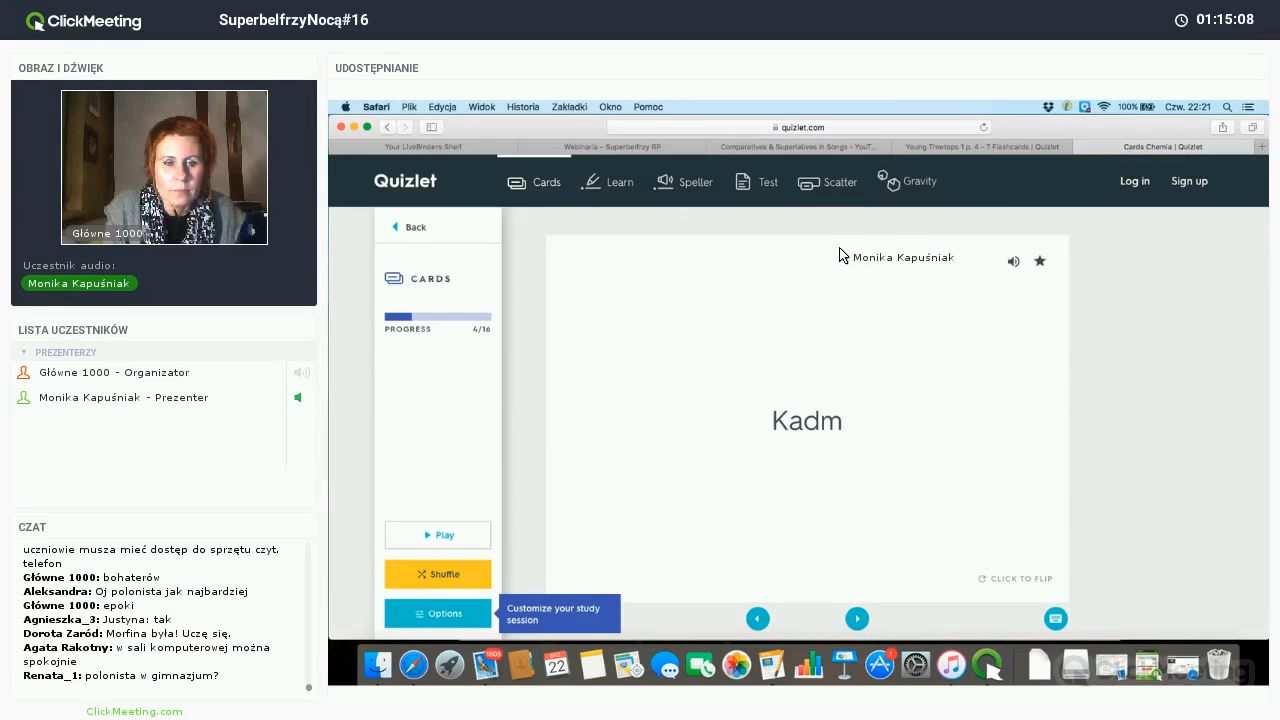 ClickMeeting
SuperbelfrzyNocą#16
01:15:08
OBRAZ I DŹWIĘK
Główne 1000
Uczestnik audio:
Monika Kapuśniak
LISTA UCZESTNIKÓW
PREZENTERZY
Główne 1000 - Organizator
Monika Kapuśniak - Prezenter
CZAT
uczniowie musza mieć dostęp do sprzętu czyt.
telefon
Główne 1000: bohaterów
Aleksandra: Oj polonista jak najbardziej
Główne 1000: epoki
Agnieszka_3: Justyna: tak
Dorota Zaród: Morfina była! Uczę się.
Agata Rakotny: w sali komputerowej można
spokojnie
Renata_1: polonista w gimnazjum?
ClickMeeting.com
UDOSTĘPNIANIE
Safari Plik Edycja Widok Historia Zakładki Okno Pomoc
100% Czw. 22:21
quizlet.com
Your LiveBinders Shelf
Webinaria – Superbelfrzy RP
Comparatives & Superlatives in Songs - YouT...
Young Treetops 1 p. 4 - 7 Flashcards | Quizlet
Cards Chemia | Quizlet
Quizlet
Cards Learn Speller Test Scatter Gravity
Log in Sign up
Back
CARDS
PROGRESS 4/16
Play
Shuffle
Options
Customize your study
session
Monika Kapuśniak
Kadm
CLICK TO FLIP
22
1
ClickMeeting